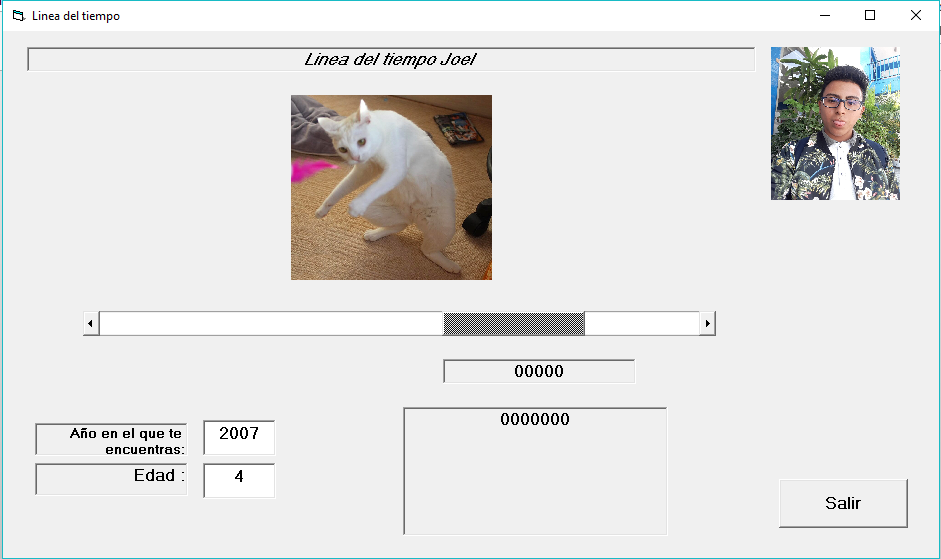 Linea del tiempo
Linea del tiempo Joel
00000
0000000
Año en el que te
encuentras:
2007
Edad :
4
Salir